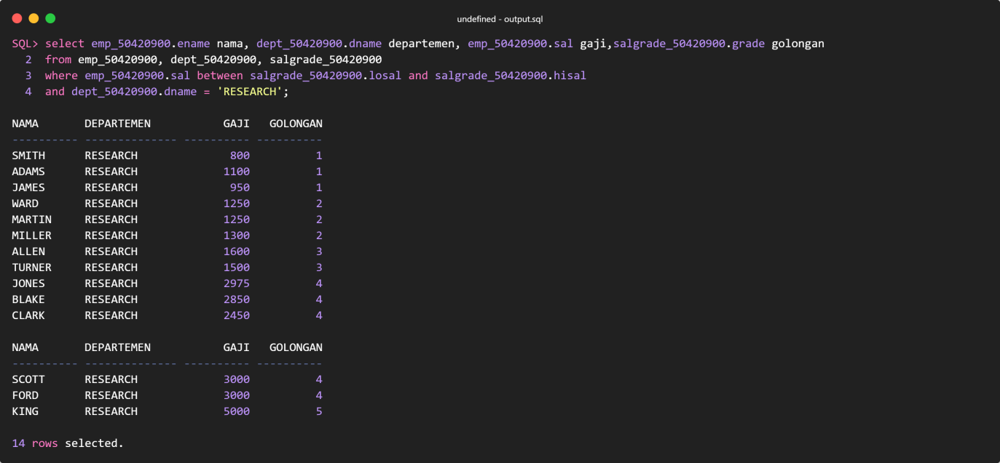 undefined - output.sql
SQL> select emp_50420900.ename nama, dept_50420900.dname departemen, emp_50420900.sal gaji,salgrade_50420900.grade golongan
  2  from emp_50420900, dept_50420900, salgrade_50420900
  3  where emp_50420900.sal between salgrade_50420900.losal and salgrade_50420900.hisal
  4  and dept_50420900.dname = 'RESEARCH';
NAMA       DEPARTEMEN           GAJI   GOLONGAN
---------- -------------- ---------- ----------
SMITH      RESEARCH              800          1
ADAMS      RESEARCH             1100          1
JAMES      RESEARCH              950          1
WARD       RESEARCH             1250          2
MARTIN     RESEARCH             1250          2
MILLER     RESEARCH             1300          2
ALLEN      RESEARCH             1600          3
TURNER     RESEARCH             1500          3
JONES      RESEARCH             2975          4
BLAKE      RESEARCH             2850          4
CLARK      RESEARCH             2450          4
NAMA       DEPARTEMEN           GAJI   GOLONGAN
---------- -------------- ---------- ----------
SCOTT      RESEARCH             3000          4
FORD       RESEARCH             3000          4
KING       RESEARCH             5000          5
14 rows selected.